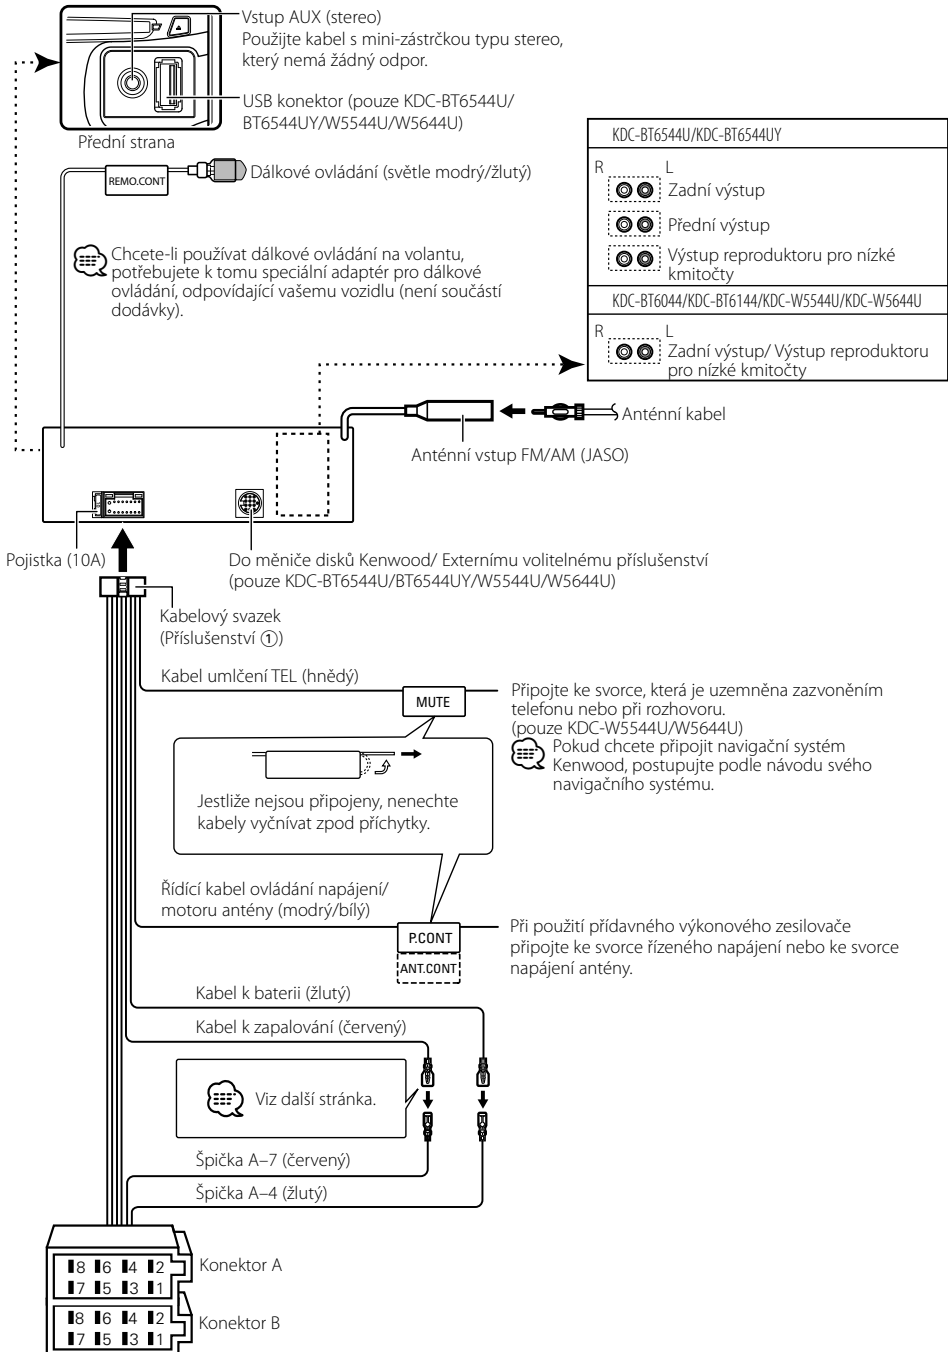 Vstup AUX (stereo)
Použijte kabel s mini-zástrčkou typu stereo,
který nemá žádný odpor.
USB konektor (pouze KDC-BT6544U/
BT6544UY/W5544U/W5644U)
Přední strana
REMO.CONT
Dálkové ovládání (světle modrý/žlutý)
Chcete-li používat dálkové ovládání na volantu,
potřebujete k tomu speciální adaptér pro dálkové
ovládání, odpovídající vašemu vozidlu (není součástí
dodávky).
KDC-BT6544U/KDC-BT6544UY
R L
Zadní výstup
Přední výstup
Výstup reproduktoru pro nízké
kmitočty
KDC-BT6044/KDC-BT6144/KDC-W5544U/KDC-W5644U
R L
Zadní výstup/ Výstup reproduktoru
pro nízké kmitočty
Anténní kabel
Anténní vstup FM/AM (JASO)
Pojistka (10A)
Do měniče disků Kenwood/ Externímu volitelnému příslušenství
(pouze KDC-BT6544U/BT6544UY/W5544U/W5644U)
Kabelový svazek
(Příslušenství ①)
Kabel umlčení TEL (hnědý)
MUTE
Připojte ke svorce, která je uzemněna zazvoněním
telefonu nebo při rozhovoru.
(pouze KDC-W5544U/W5644U)
Pokud chcete připojit navigační systém
Kenwood, postupujte podle návodu svého
navigačního systému.
Jestliže nejsou připojeny, nenechte
kabely vyčnívat zpod příchytky.
Řídící kabel ovládání napájení/
motoru antény (modrý/bílý)
P.CONT
ANT.CONT
Při použití přídavného výkonového zesilovače
připojte ke svorce řízeného napájení nebo ke svorce
napájení antény.
Kabel k baterii (žlutý)
Kabel k zapalování (červený)
Viz další stránka.
Špička A–7 (červený)
Špička A–4 (žlutý)
8 6 4 2
7 5 3 1
Konektor A
8 6 4 2
7 5 3 1
Konektor B